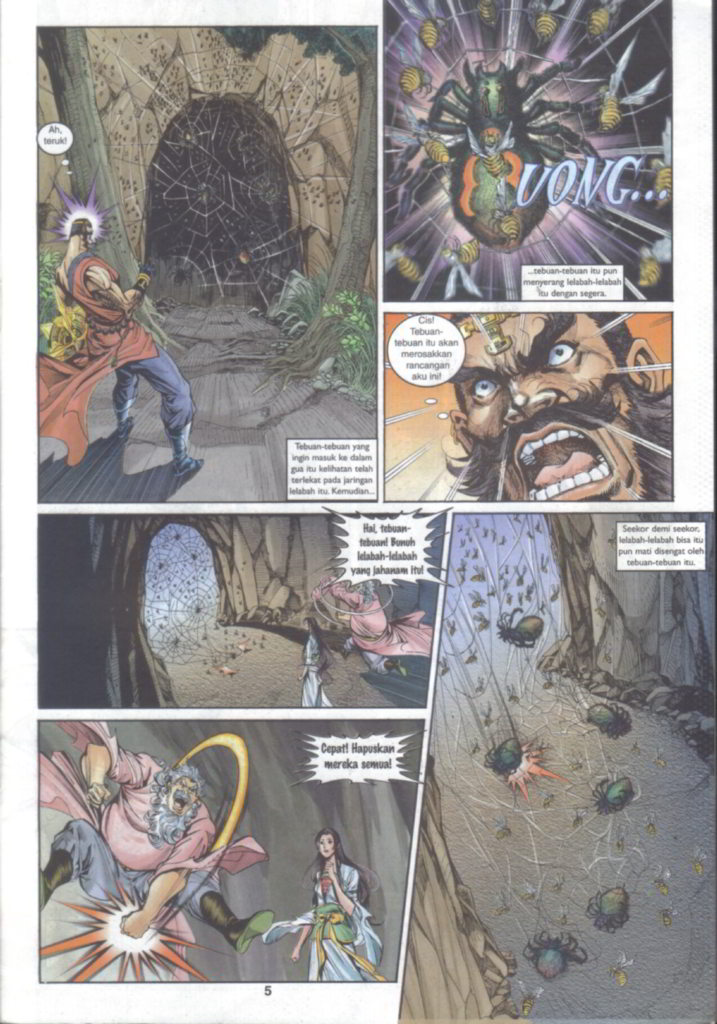 Ah,
teruk!
Tebuan-tebuan yang
ingin masuk ke dalam
gua itu kelihatan telah
terlekat pada jaringan
lelabah itu. Kemudian...
UONG...
...tebuan-tebuan itu pun
menyerang lelabah-lelabah
itu dengan segera.
Cis!
Tebuan-
tebuan itu akan
merosakkan
rancangan
aku ini!
Hai, tebuan-
tebuan! Bunuh
lelabah-lelabah
yang jahanam itu!
Seekor demi seekor,
lelabah-lelabah bisa itu
pun mati disengat oleh
tebuan-tebuan itu.
Cepat! Hapuskan
mereka semua!
5